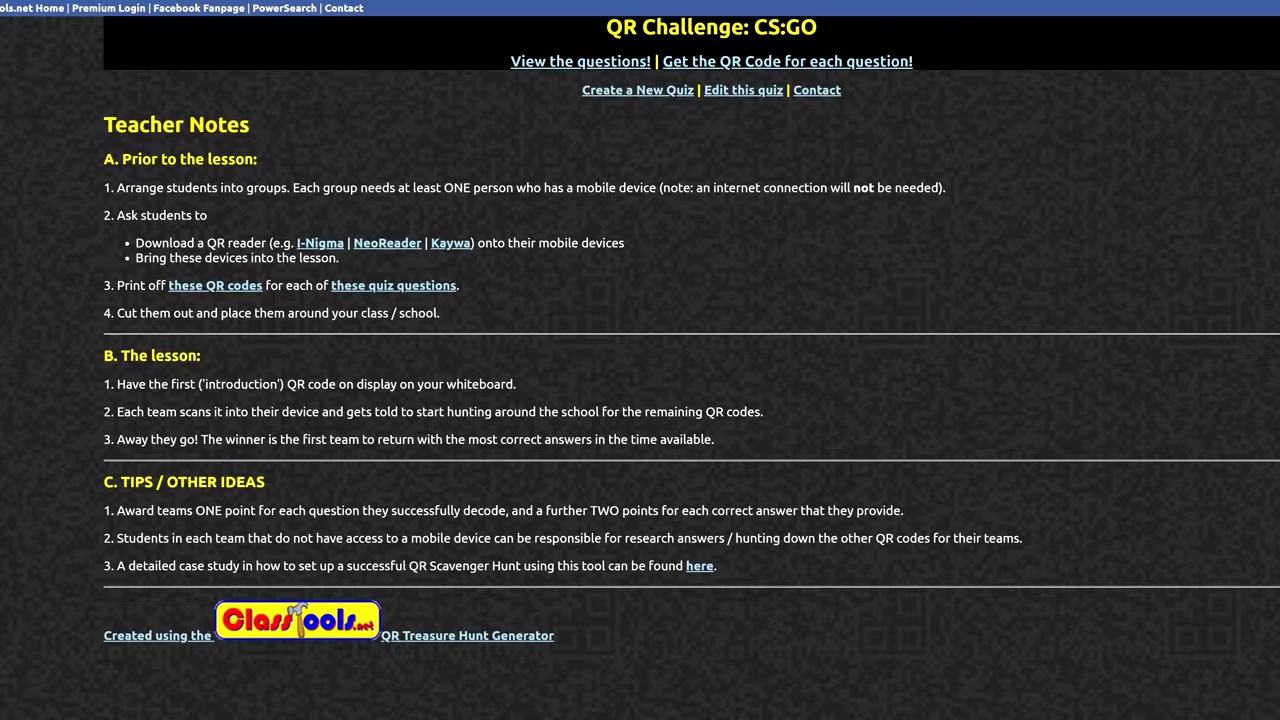 ols.net Home | Premium Login | Facebook Fanpage | PowerSearch | Contact
QR Challenge: CS:GO
View the questions! | Get the QR Code for each question!
Create a New Quiz | Edit this quiz | Contact
Teacher Notes
A. Prior to the lesson:
1. Arrange students into groups. Each group needs at least ONE person who has a mobile device (note: an internet connection will not be needed).
2. Ask students to
• Download a QR reader (e.g. I-Nigma | NeoReader | Kaywa) onto their mobile devices
• Bring these devices into the lesson.
3. Print off these QR codes for each of these quiz questions.
4. Cut them out and place them around your class / school.
B. The lesson:
1. Have the first ('introduction') QR code on display on your whiteboard.
2. Each team scans it into their device and gets told to start hunting around the school for the remaining QR codes.
3. Away they go! The winner is the first team to return with the most correct answers in the time available.
C. TIPS / OTHER IDEAS
1. Award teams ONE point for each question they successfully decode, and a further TWO points for each correct answer that they provide.
2. Students in each team that do not have access to a mobile device can be responsible for research answers / hunting down the other QR codes for their teams.
3. A detailed case study in how to set up a successful QR Scavenger Hunt using this tool can be found here.
Created using the ClassTools.net QR Treasure Hunt Generator